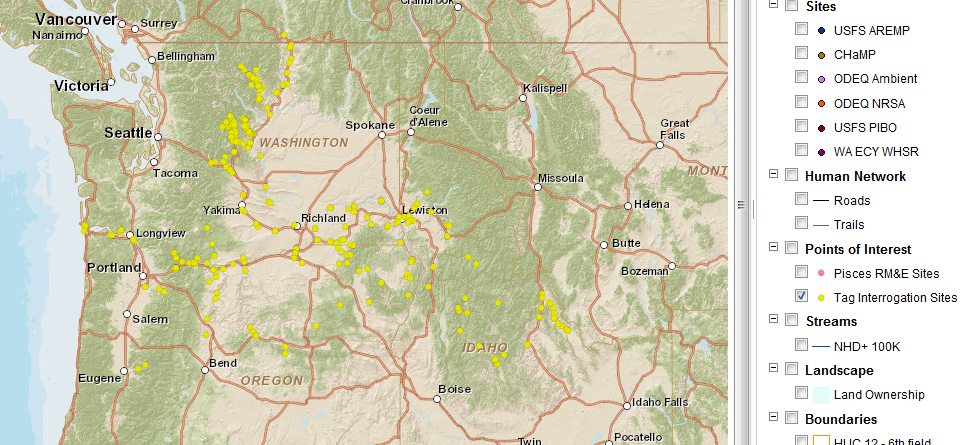 Cranbrook
Vancouver
Surrey
Nanaimo
Bellingham
Victoria
Kalispell
Coeur
d'Alene
Spokane
Great
Falls
Seattle
WASHINGTON
Tacoma
MONT
Missoula
Helena
Yakima
Lewiston
Richland
Longview
Butte
Portland
Bozeman
Salem
IDAHO
Bend
Eugene
OREGON
Boise
Idaho Falls
Pocatello
Twin
Sites
USFS AREMP
CHaMP
ODEQ Ambient
ODEQ NRSA
USFS PIBO
WA ECY WHSR
Human Network
Roads
Trails
Points of Interest
Pisces RM&E Sites
Tag Interrogation Sites
Streams
NHD+ 100K
Landscape
Land Ownership
Boundaries
HUC 12 - 6th field